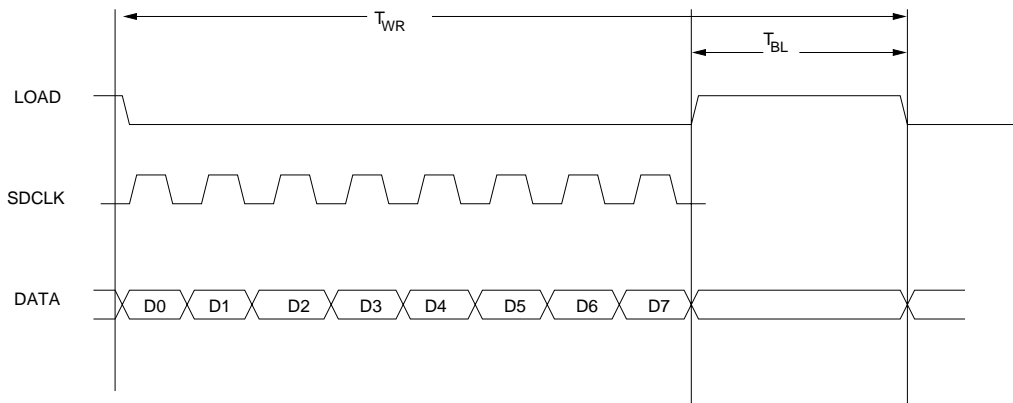 TWR
TBL
LOAD
SDCLK
DATA
D0 D1 D2 D3 D4 D5 D6 D7